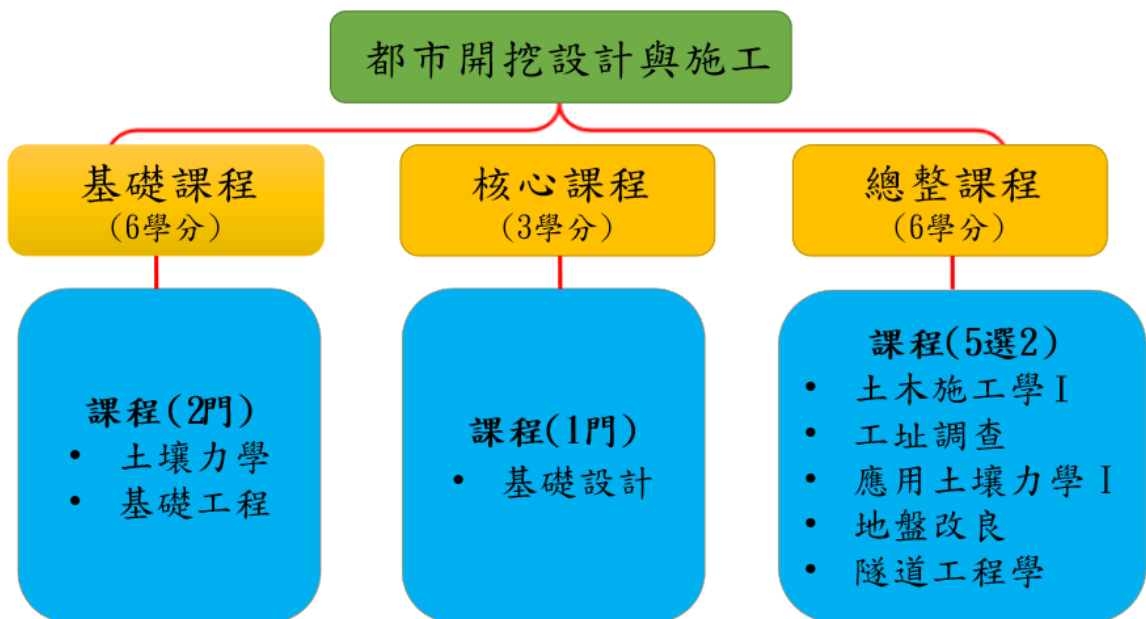 都市開挖設計與施工
基礎課程
(6學分)
核心課程
(3學分)
總整課程
(6學分)
課程(2門)
• 土壤力學
• 基礎工程
課程(1門)
• 基礎設計
課程(5選2)
• 土木施工學Ⅰ
• 工址調查
• 應用土壤力學Ⅰ
• 地盤改良
• 隧道工程學